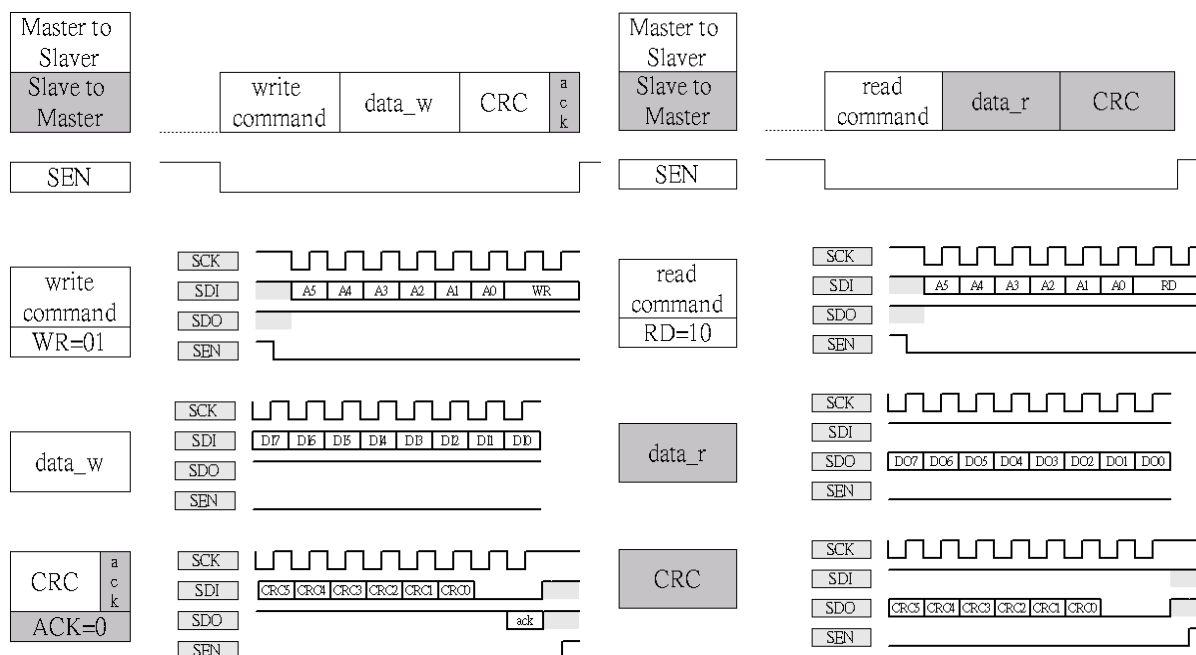 Master to
Slaver
Slave to
Master
write
command
data_w
CRC
a
c
k
SEN
write
command
WR=01
SCK
SDI A5 A4 A3 A2 A1 A0 WR
SDO
SEN
data_w
SCK
SDI DI7 DI6 DI5 DI4 DI3 DI2 DI1 DI0
SDO
SEN
CRC
a
c
k
ACK=0
SCK
SDI CRC5 CRC4 CRC3 CRC2 CRC1 CRC0
SDO ack
SEN
Master to
Slaver
Slave to
Master
read
command
data_r
CRC
SEN
read
command
RD=10
SCK
SDI A5 A4 A3 A2 A1 A0 RD
SDO
SEN
data_r
SCK
SDI
SDO DO7 DO6 DO5 DO4 DO3 DO2 DO1 DO0
SEN
CRC
SCK
SDI
SDO CRC5 CRC4 CRC3 CRC2 CRC1 CRC0
SEN